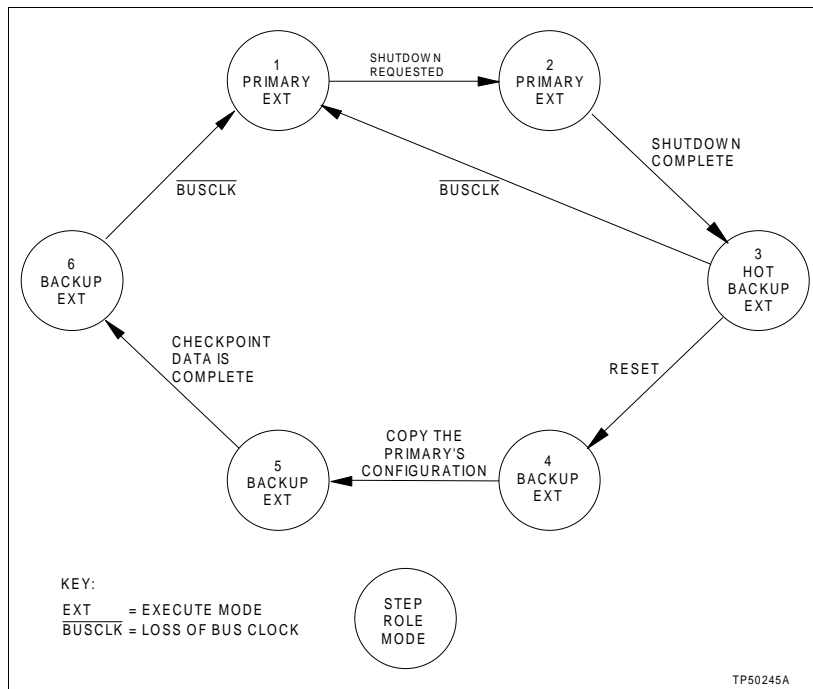 1
PRIMARY
EXT
SHUTDOWN
REQUESTED
2
PRIMARY
EXT
SHUTDOWN
COMPLETE
BUSCLK
BUSCLK
3
HOT
BACKUP
EXT
6
BACKUP
EXT
CHECKPOINT
DATA IS
COMPLETE
RESET
COPY THE
PRIMARY'S
CONFIGURATION
5
BACKUP
EXT
4
BACKUP
EXT
KEY:
EXT = EXECUTE MODE
BUSCLK = LOSS OF BUS CLOCK
STEP
ROLE
MODE
TP50245A